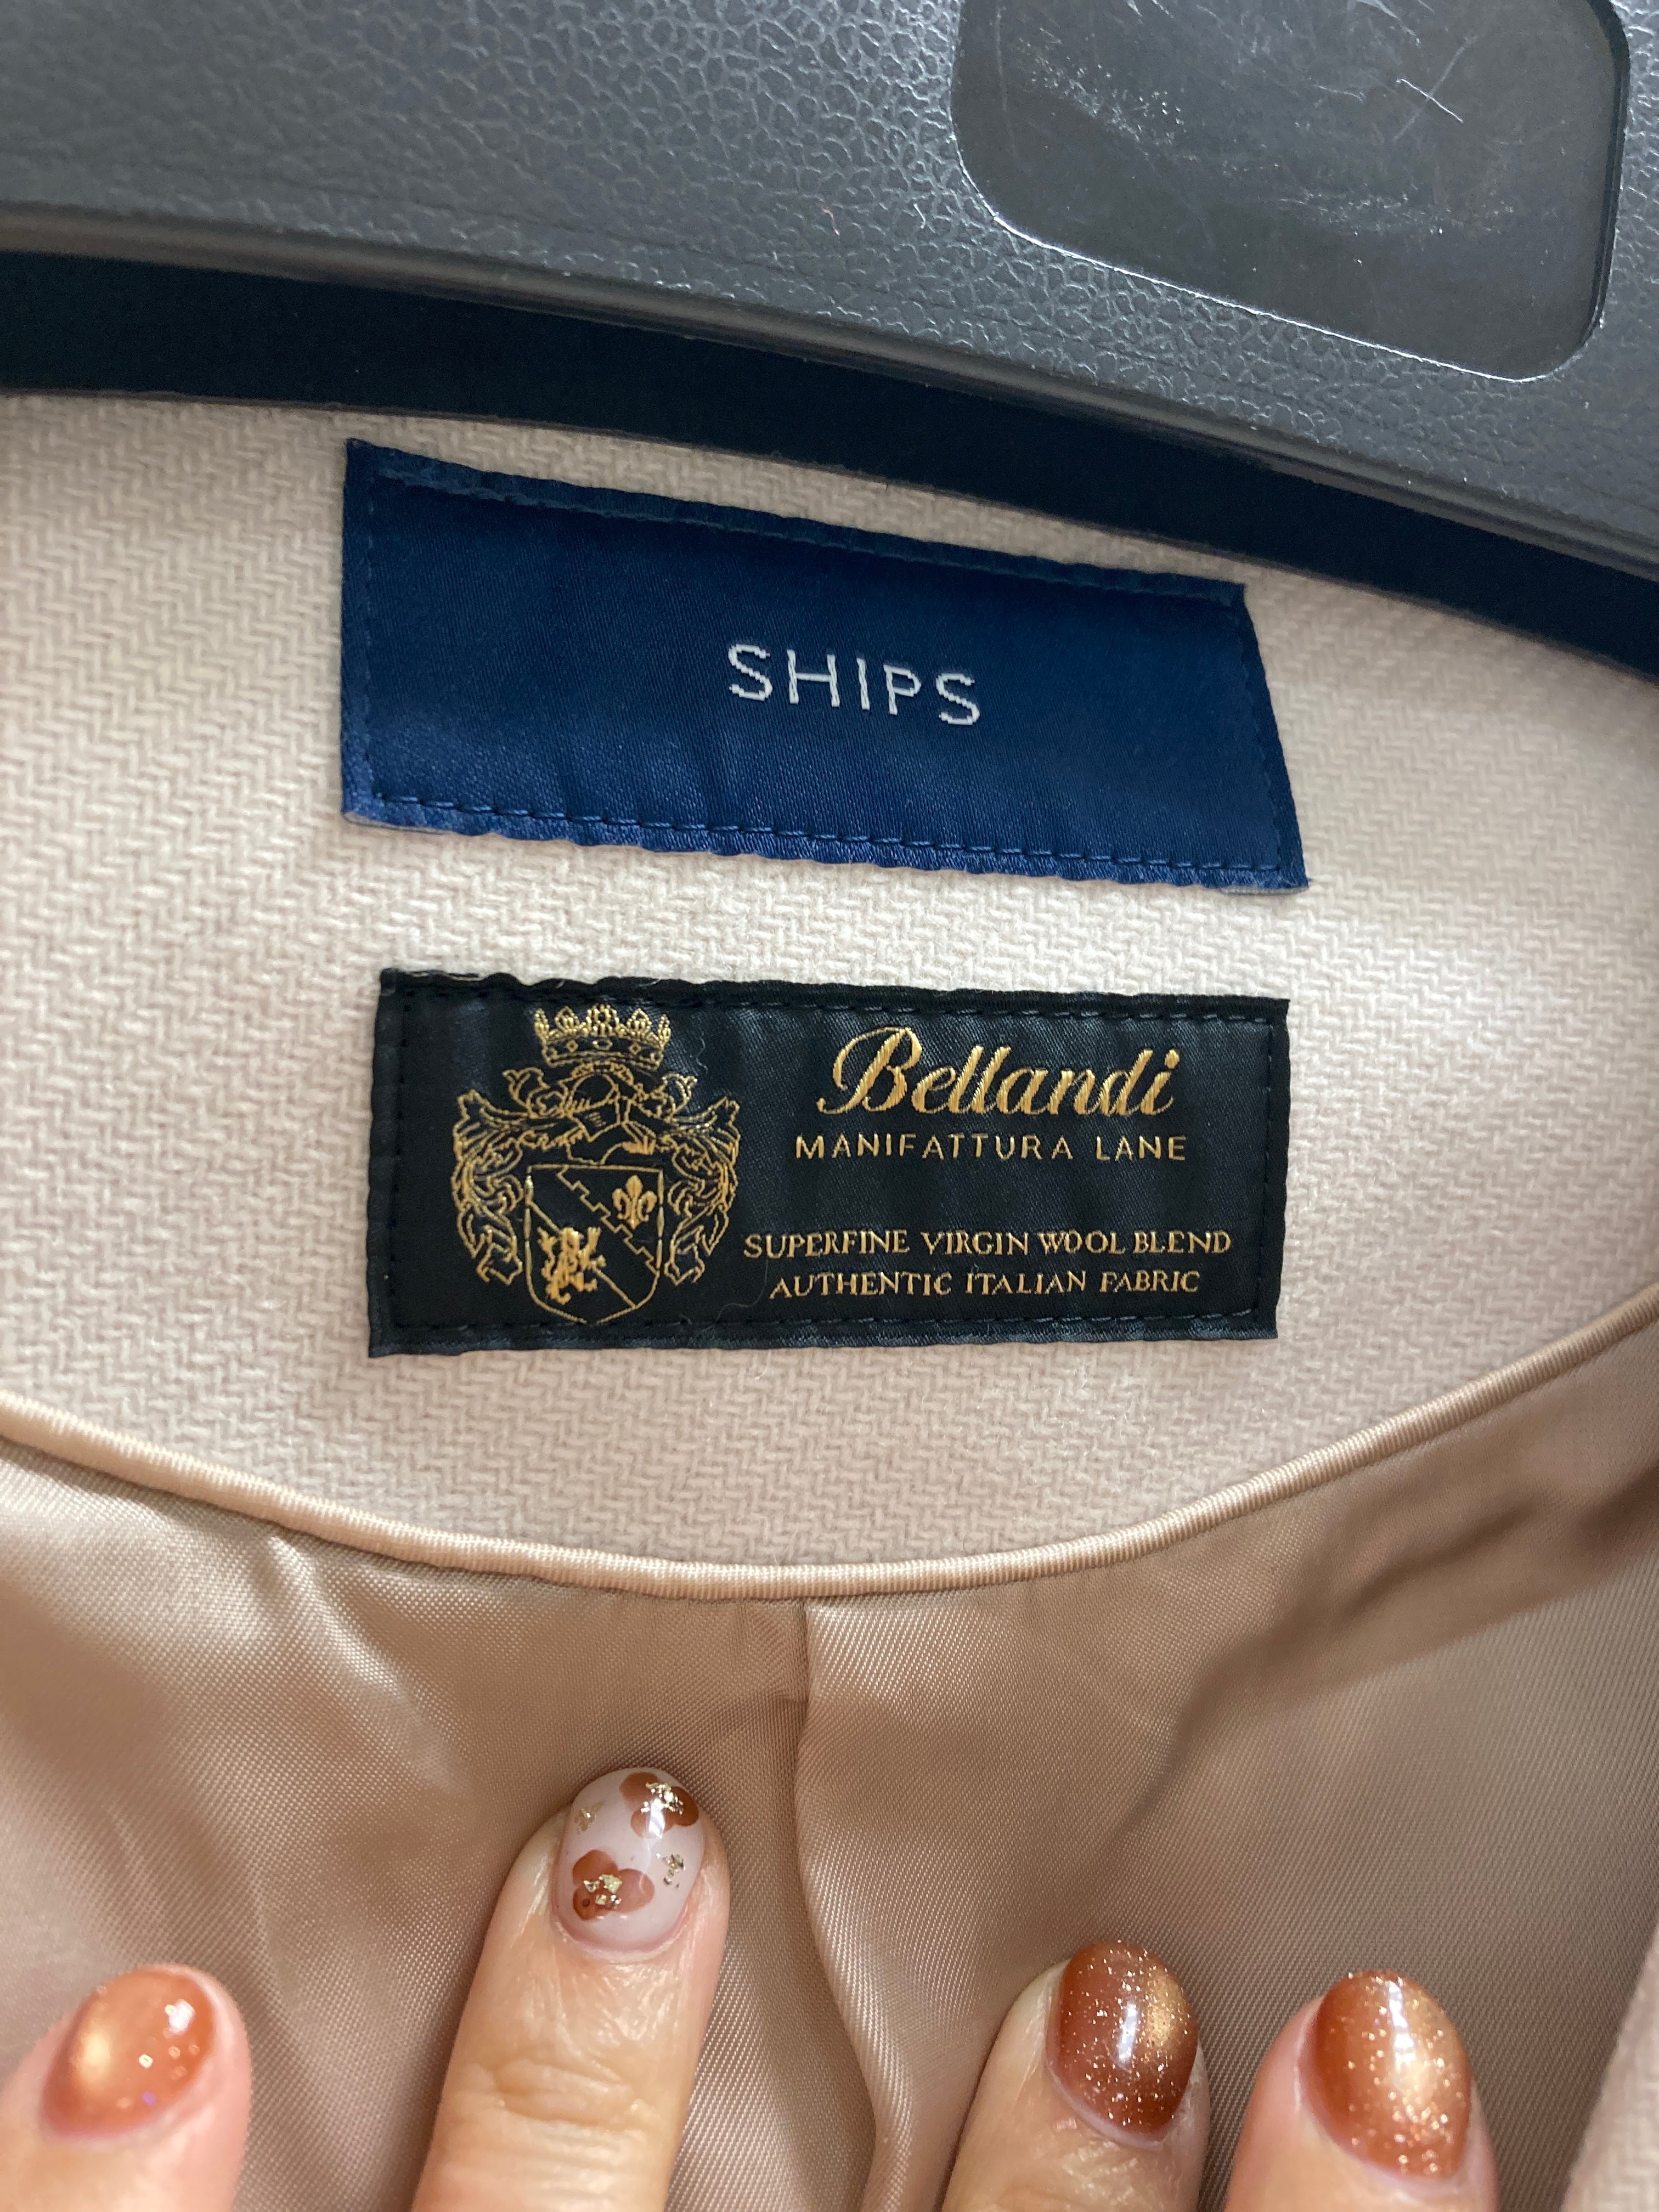 SHIPS
Bellandi
MANIFATTURA LANE
SUPERFINE VIRGIN WOOL BLEND
AUTHENTIC ITALIAN FABRIC